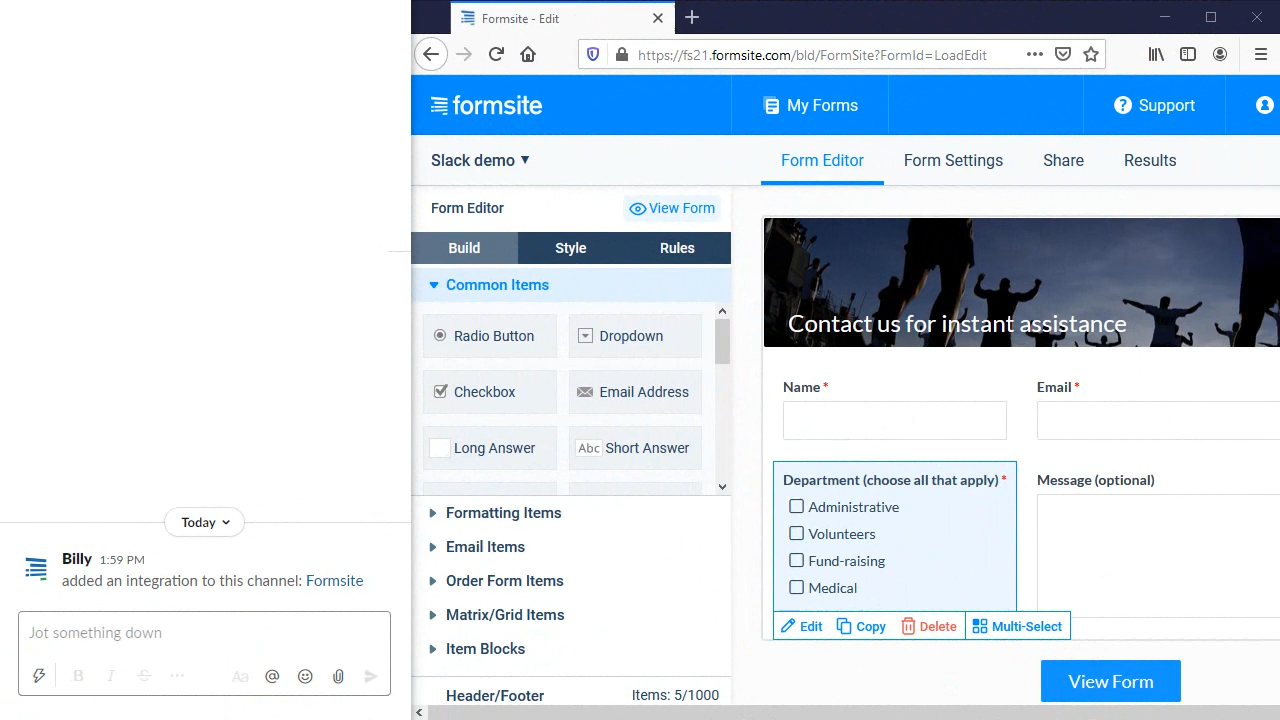 Formsite - Edit
https://fs21.formsite.com/bld/FormSite?FormId=LoadEdit
formsite
My Forms
Support
Slack demo
Form Editor
Form Settings
Share
Results
Form Editor
View Form
Build
Style
Rules
Common Items
Radio Button
Dropdown
Checkbox
Email Address
Long Answer
Abc Short Answer
Formatting Items
Email Items
Order Form Items
Matrix/Grid Items
Item Blocks
Header/Footer
Items: 5/1000
Contact us for instant assistance
Name *
Email *
Department (choose all that apply) *
Administrative
Volunteers
Fund-raising
Medical
Message (optional)
Edit
Copy
Delete
Multi-Select
View Form
Today
Billy 1:59 PM
added an integration to this channel: Formsite
Jot something down
B
I
S
Aa
@